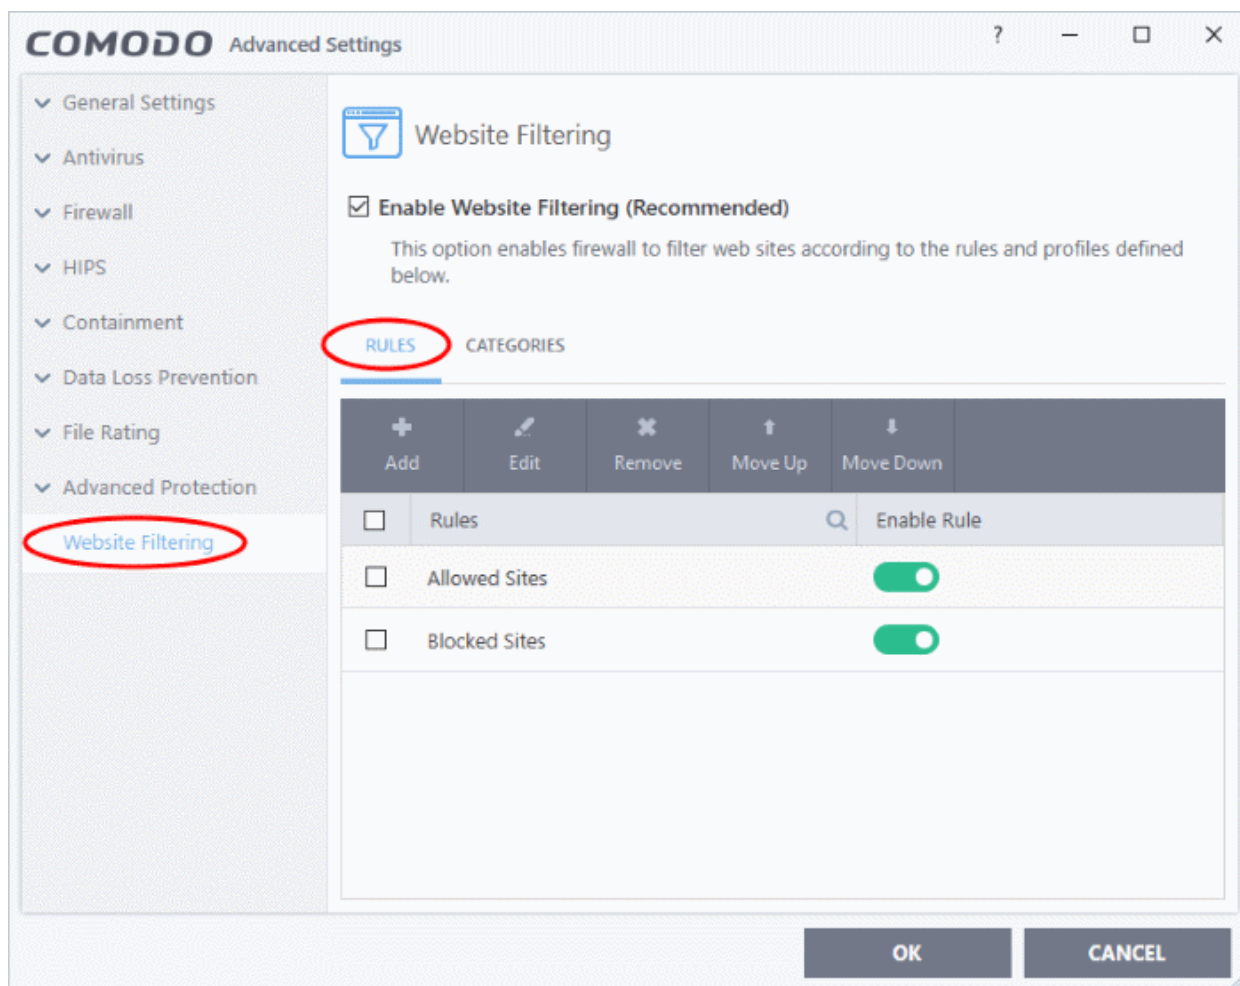 COMODO Advanced Settings ?
General Settings
Antivirus
Firewall
HIPS
Containment
Data Loss Prevention
File Rating
Advanced Protection
Website Filtering
Website Filtering
Enable Website Filtering (Recommended)
This option enables firewall to filter web sites according to the rules and profiles defined
below.
RULES CATEGORIES
Add Edit Remove Move Up Move Down
Rules Enable Rule
Allowed Sites
Blocked Sites
OK CANCEL